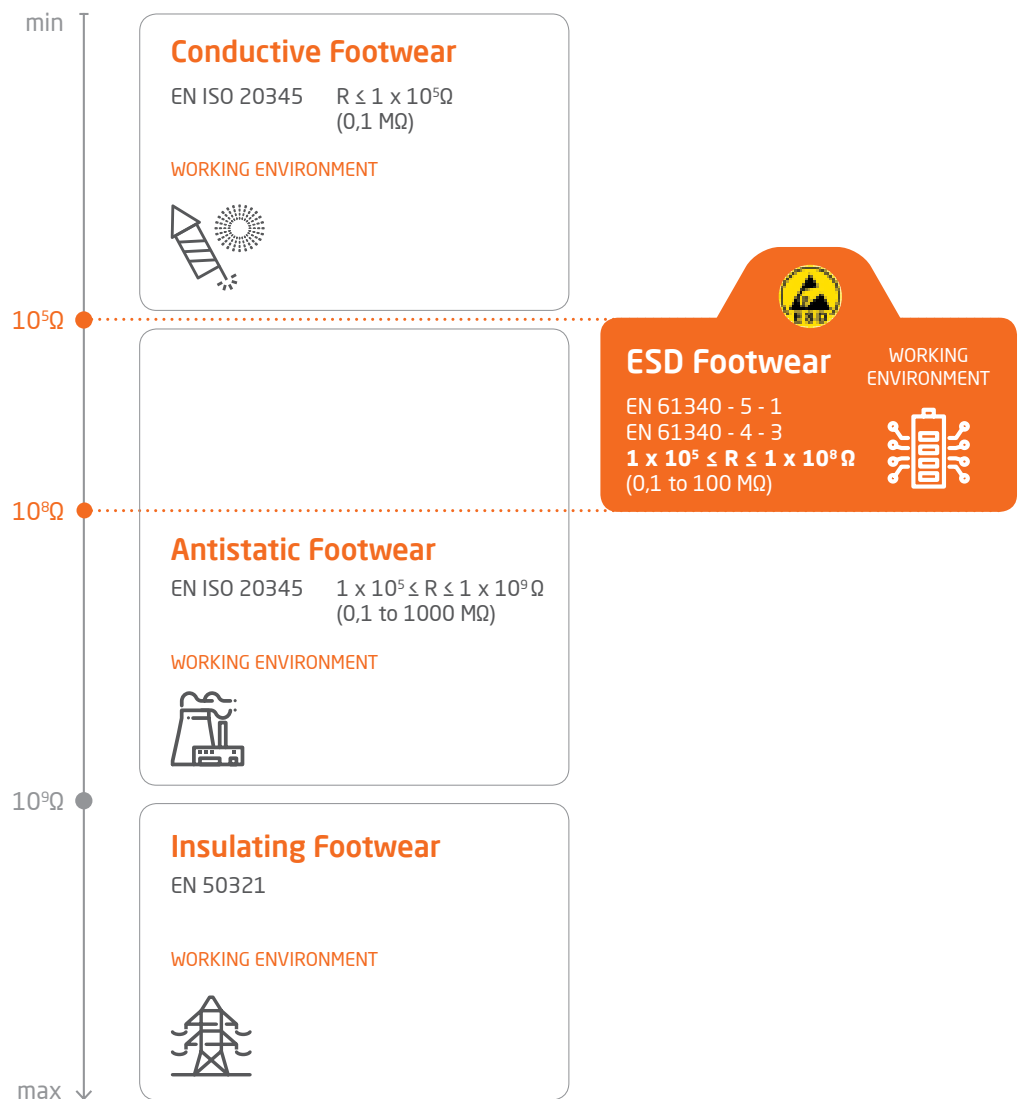 min
Conductive Footwear
EN ISO 20345 R ≤ 1 x 10⁵Ω
(0,1 MΩ)
WORKING ENVIRONMENT
10⁵Ω
ESD
ESD Footwear
WORKING
ENVIRONMENT
EN 61340 - 5 - 1
EN 61340 - 4 - 3
1 x 10⁵ ≤ R ≤ 1 x 10⁸ Ω
(0,1 to 100 MΩ)
10⁸Ω
Antistatic Footwear
EN ISO 20345 1 x 10⁵ ≤ R ≤ 1 x 10⁹ Ω
(0,1 to 1000 MΩ)
WORKING ENVIRONMENT
10⁹Ω
Insulating Footwear
EN 50321
WORKING ENVIRONMENT
max